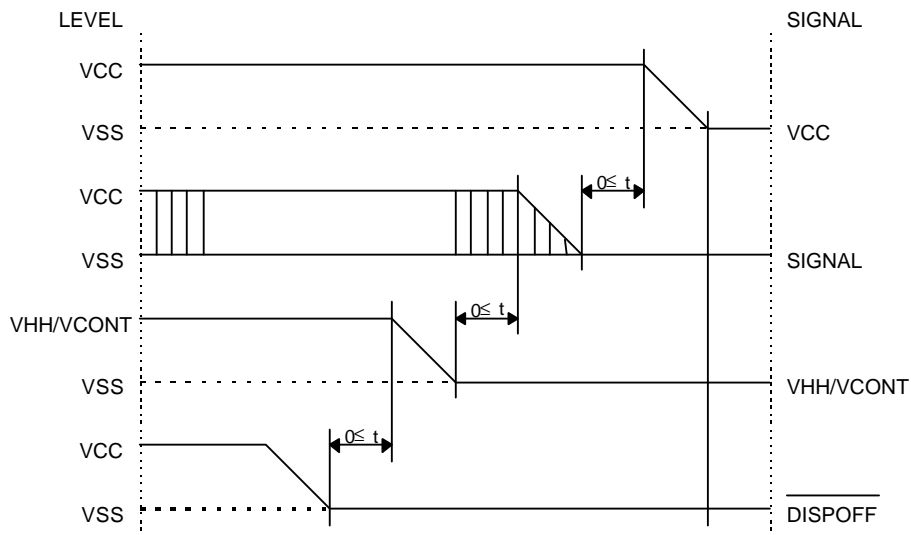 LEVEL SIGNAL
VCC
VSS VCC
0≤ t
VCC
VSS SIGNAL
0≤ t
VHH/VCONT
VSS VHH/VCONT
0≤ t
VCC
VSS DISPOFF